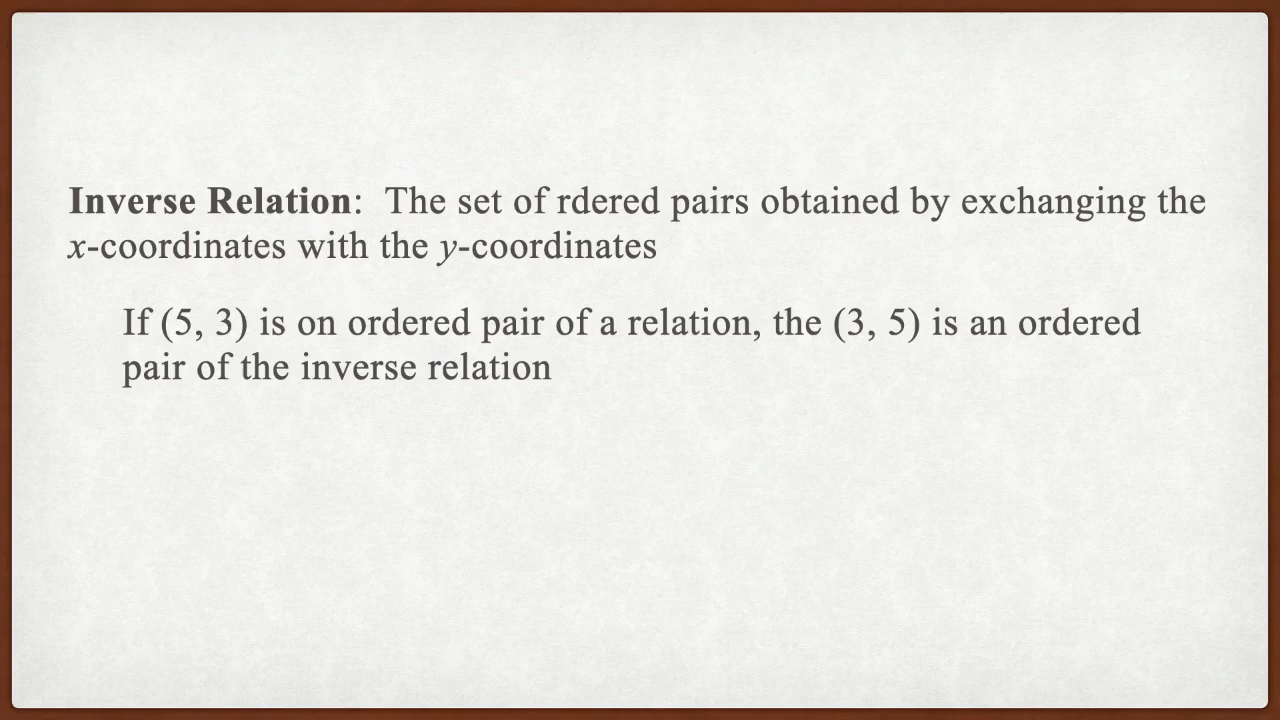 Inverse Relation:  The set of rdered pairs obtained by exchanging the
x-coordinates with the y-coordinates
If (5, 3) is on ordered pair of a relation, the (3, 5) is an ordered
pair of the inverse relation